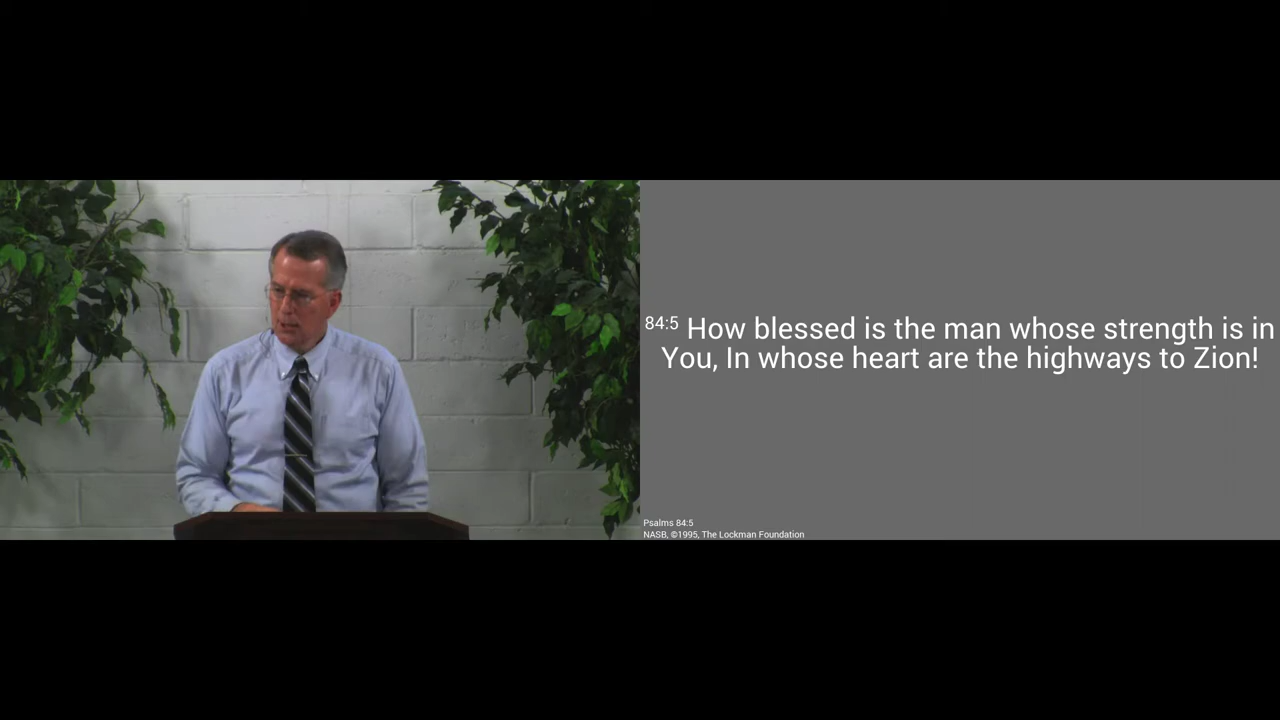 84:5 How blessed is the man whose strength is in
You, In whose heart are the highways to Zion!
Psalms 84:5
NASB, ©1995, The Lockman Foundation